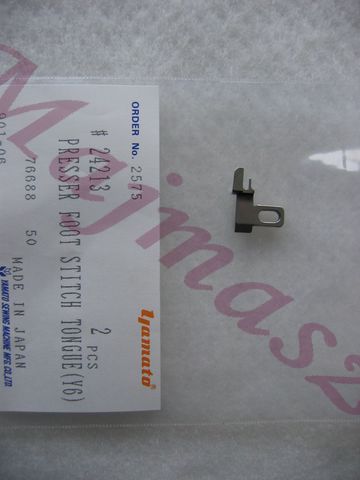 ORDER No. 2575
Yamato
# 24213 2 PCS
PRESSER FOOT STITCH TONGUE(Y6)
76688 50
MADE IN JAPAN
YAMATO SEWING MACHINE MFG.CO.,LTD.
Majmasz